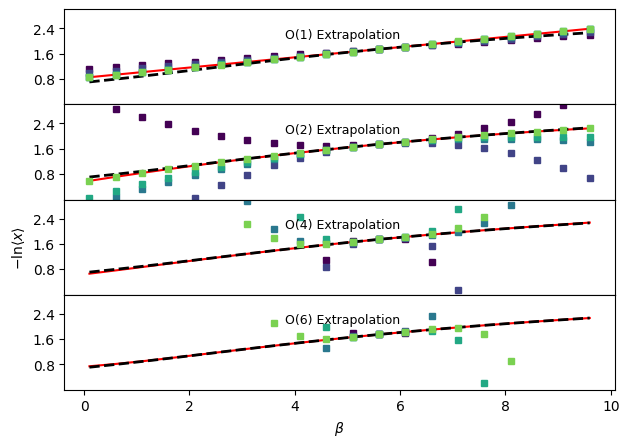 O(1) Extrapolation
2.4
1.6
0.8
O(2) Extrapolation
2.4
1.6
0.8
O(4) Extrapolation
2.4
1.6
0.8
O(6) Extrapolation
2.4
1.6
0.8
−ln⟨x⟩
0 2 4 6 8 10
β